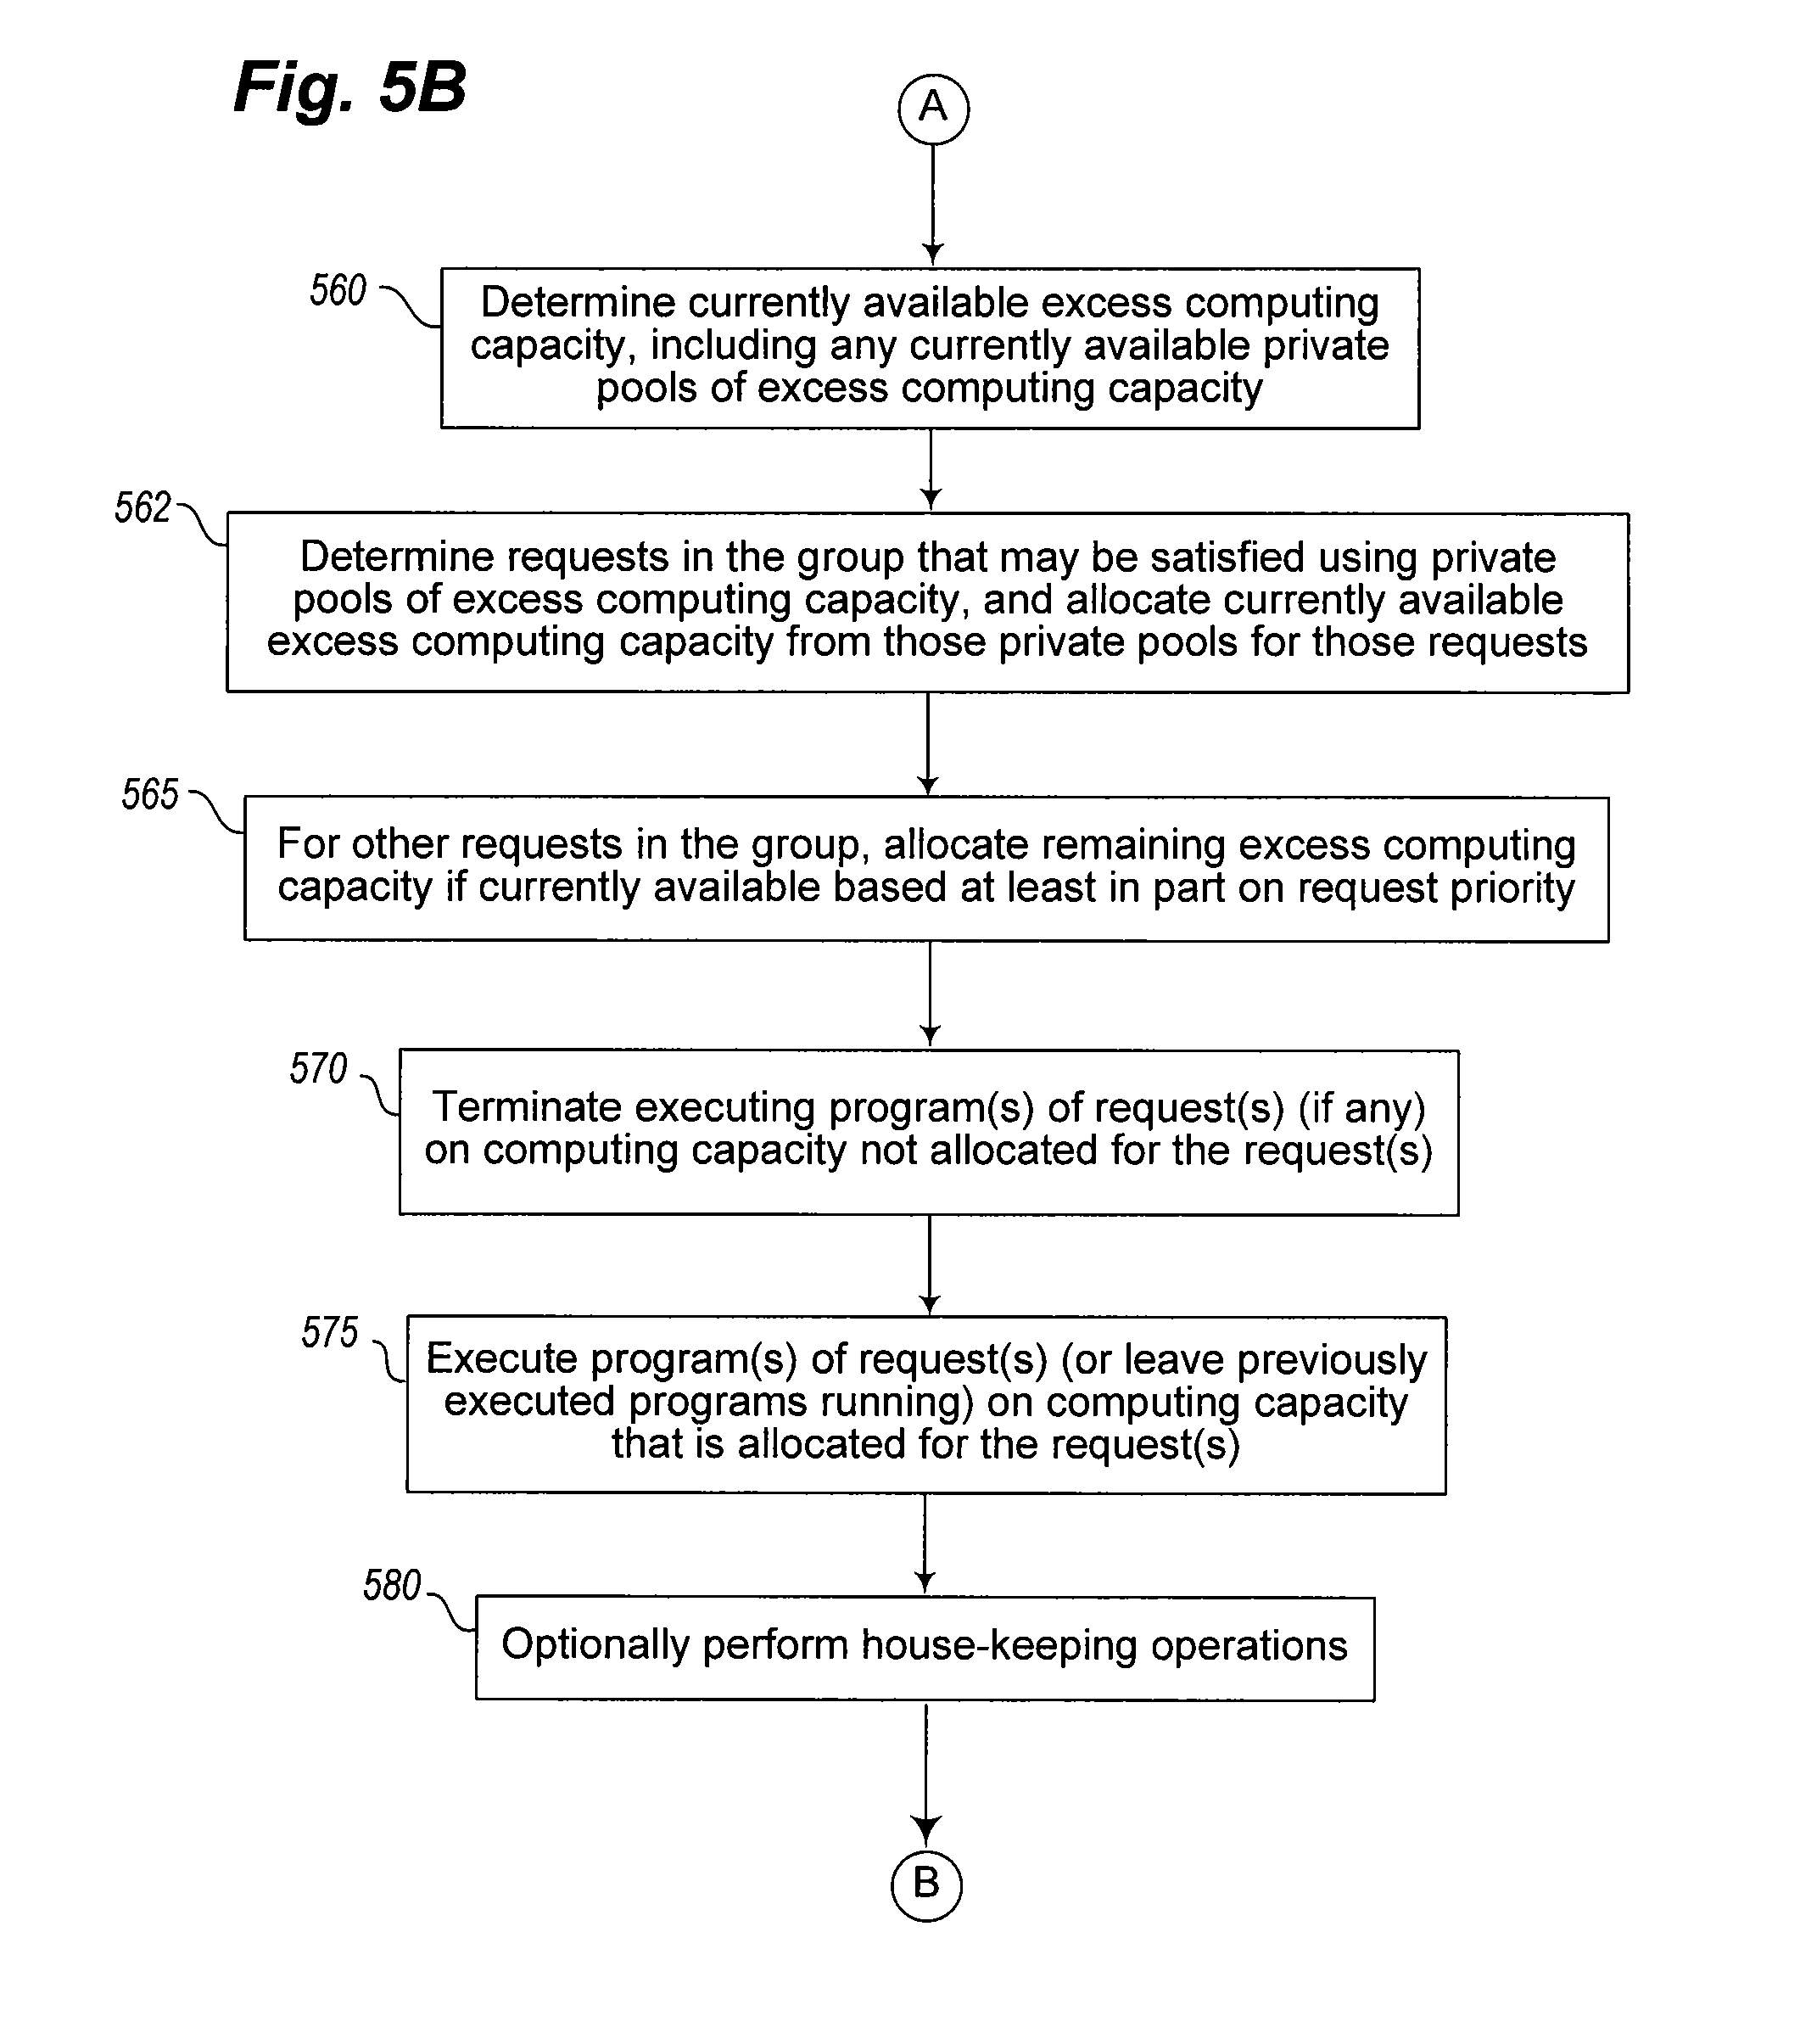 Fig. 5B
A
560
Determine currently available excess computing
capacity, including any currently available private
pools of excess computing capacity
562
Determine requests in the group that may be satisfied using private
pools of excess computing capacity, and allocate currently available
excess computing capacity from those private pools for those requests
565
For other requests in the group, allocate remaining excess computing
capacity if currently available based at least in part on request priority
570
Terminate executing program(s) of request(s) (if any)
on computing capacity not allocated for the request(s)
575
Execute program(s) of request(s) (or leave previously
executed programs running) on computing capacity
that is allocated for the request(s)
580
Optionally perform house-keeping operations
B